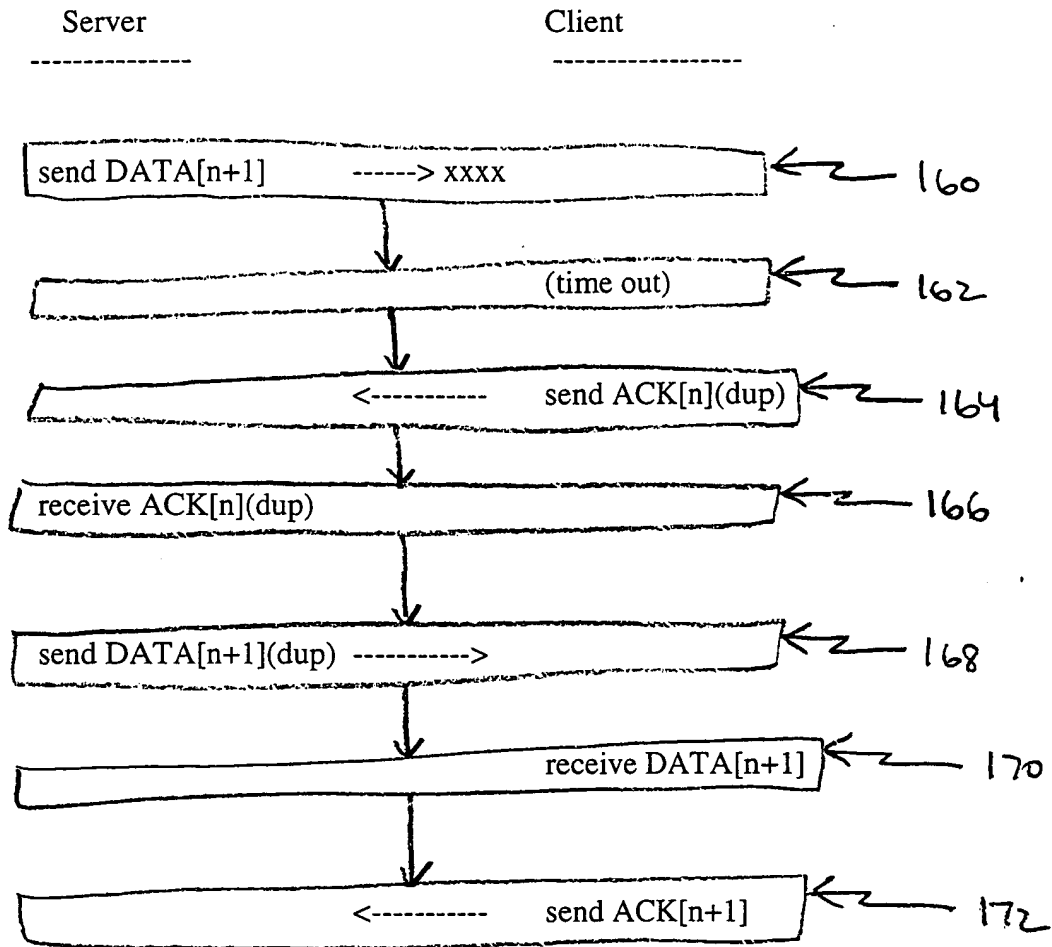 Server Client
--------------- -----------------
send DATA[n+1] ------> xxxx 160
(time out) 162
<----------- send ACK[n](dup) 164
receive ACK[n](dup) 166
send DATA[n+1](dup) -----------> 168
receive DATA[n+1] 170
<----------- send ACK[n+1] 172